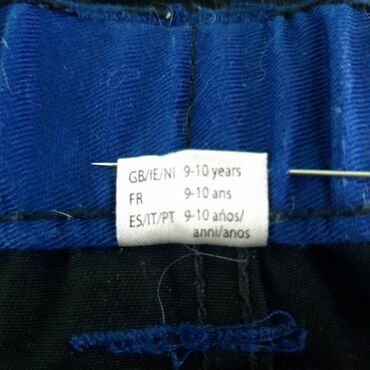 GB/IE/NI 9-10 years
FR 9-10 ans
ES/IT/PT 9-10 años/
anni/anos